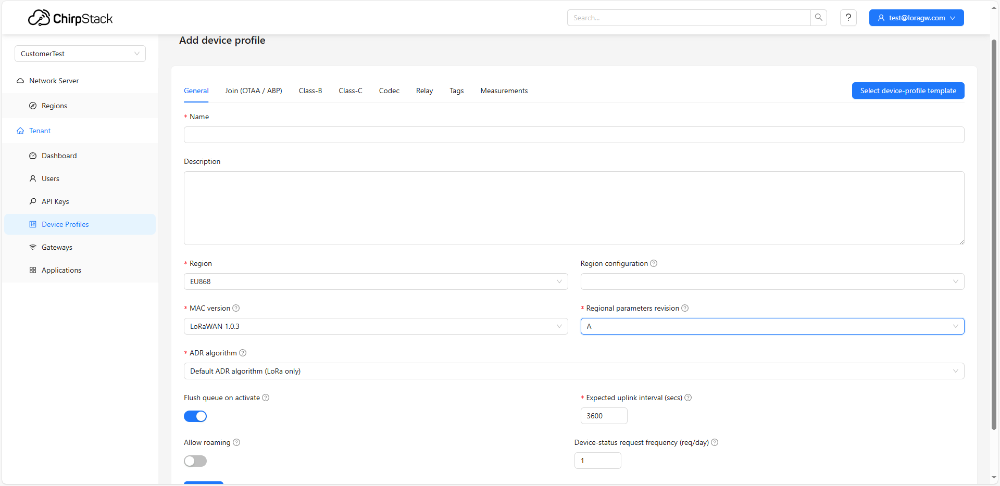 ChirpStack
Search...
?
test@loragw.com
Add device profile
CustomerTest
Network Server
Regions
Tenant
Dashboard
Users
API Keys
Device Profiles
Gateways
Applications
General
Join (OTAA / ABP)
Class-B
Class-C
Codec
Relay
Tags
Measurements
Select device-profile template
* Name
Description
* Region
Region configuration
EU868
* MAC version
* Regional parameters revision
LoRaWAN 1.0.3
A
* ADR algorithm
Default ADR algorithm (LoRa only)
Flush queue on activate
* Expected uplink interval (secs)
3600
Allow roaming
Device-status request frequency (req/day)
1